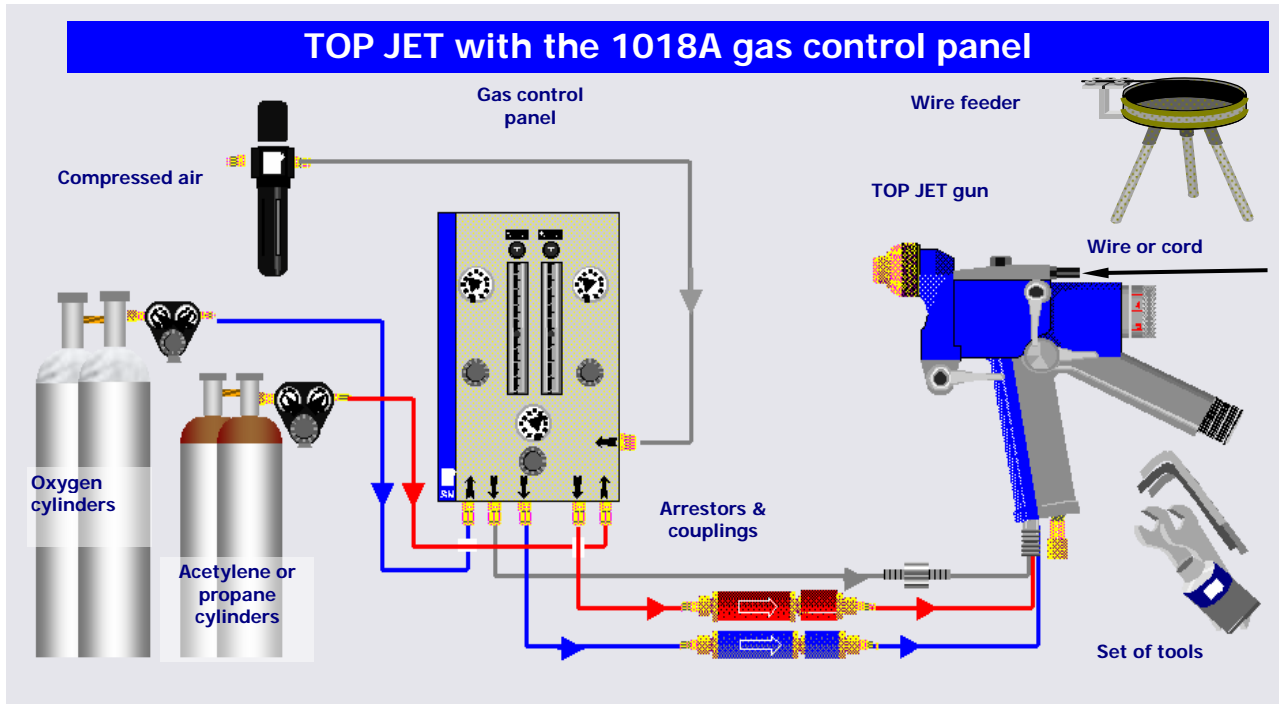 TOP JET with the 1018A gas control panel
Gas control
panel
Wire feeder
Compressed air
TOP JET gun
Wire or cord
Oxygen
cylinders
Arrestors &
couplings
Acetylene or
propane
cylinders
Set of tools